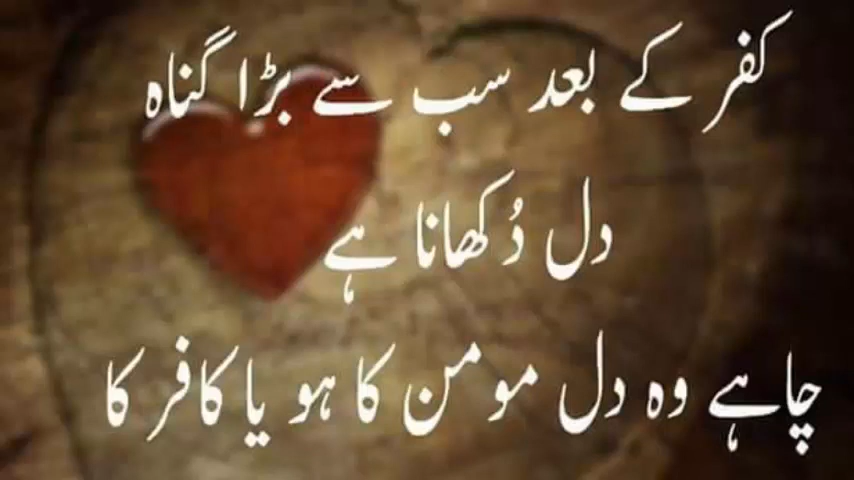 کفر کے بعد سب سے بڑا گناہ
دل دُکھانا ہے
چاہے وہ دل مومن کا ہو یا کافر کا